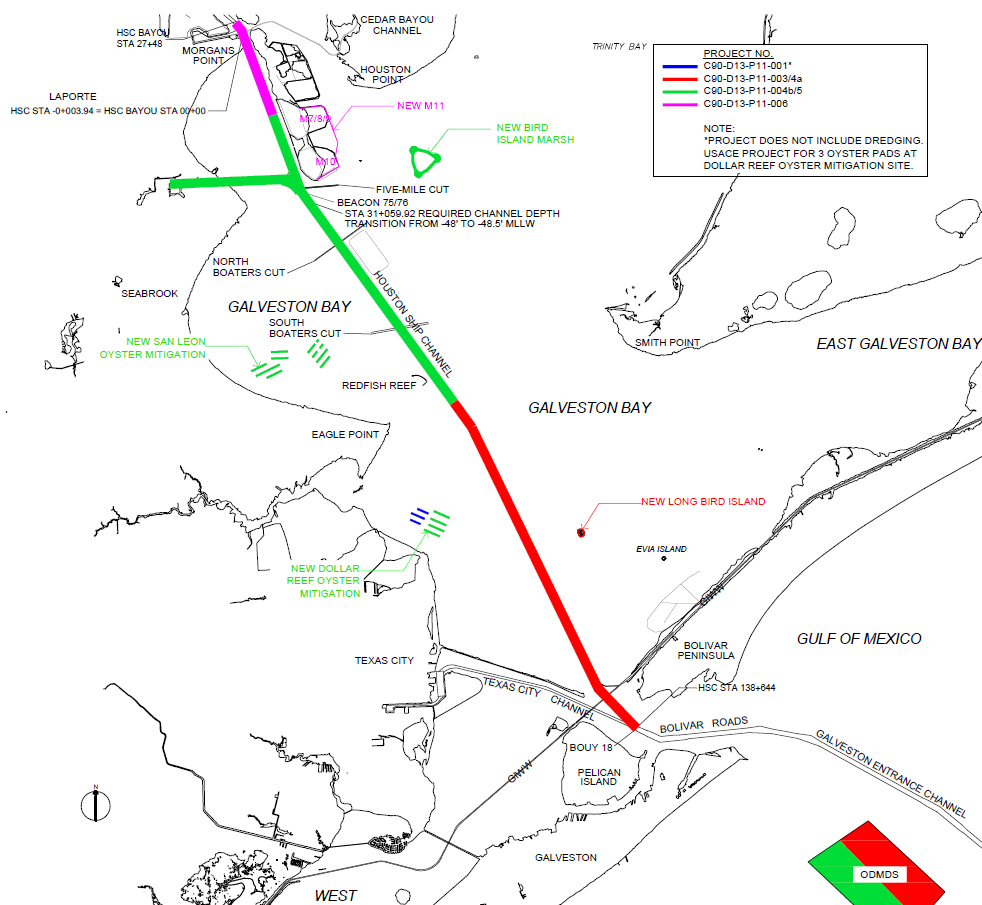 CEDAR BAYOU
CHANNEL
HSC BAYOU
STA 27+48
MORGANS
POINT
TRINITY BAY
HOUSTON
POINT
PROJECT NO.
C90-D13-P11-001*
C90-D13-P11-003/4a
C90-D13-P11-004b/5
C90-D13-P11-006
NOTE:
*PROJECT DOES NOT INCLUDE DREDGING.
USACE PROJECT FOR 3 OYSTER PADS AT
DOLLAR REEF OYSTER MITIGATION SITE.
LAPORTE
HSC STA -0+003.94 = HSC BAYOU STA 00+00
NEW M11
M7/8/9
M10
NEW BIRD
ISLAND MARSH
FIVE-MILE CUT
BEACON 75/76
STA 31+059.92 REQUIRED CHANNEL DEPTH
TRANSITION FROM -48' TO -48.5' MLLW
NORTH
BOATERS CUT
SEABROOK
GALVESTON BAY
HOUSTON SHIP CHANNEL
SOUTH
BOATERS CUT
NEW SAN LEON
OYSTER MITIGATION
SMITH POINT
EAST GALVESTON BAY
REDFISH REEF
GALVESTON BAY
EAGLE POINT
NEW LONG BIRD ISLAND
EVIA ISLAND
NEW DOLLAR
REEF OYSTER
MITIGATION
GIWW
GULF OF MEXICO
BOLIVAR
PENINSULA
TEXAS CITY
TEXAS CITY CHANNEL
HSC STA 138+644
BOLIVAR ROADS
BOUY 18
GALVESTON ENTRANCE CHANNEL
GIWW
PELICAN
ISLAND
N
GALVESTON
ODMDS
WEST